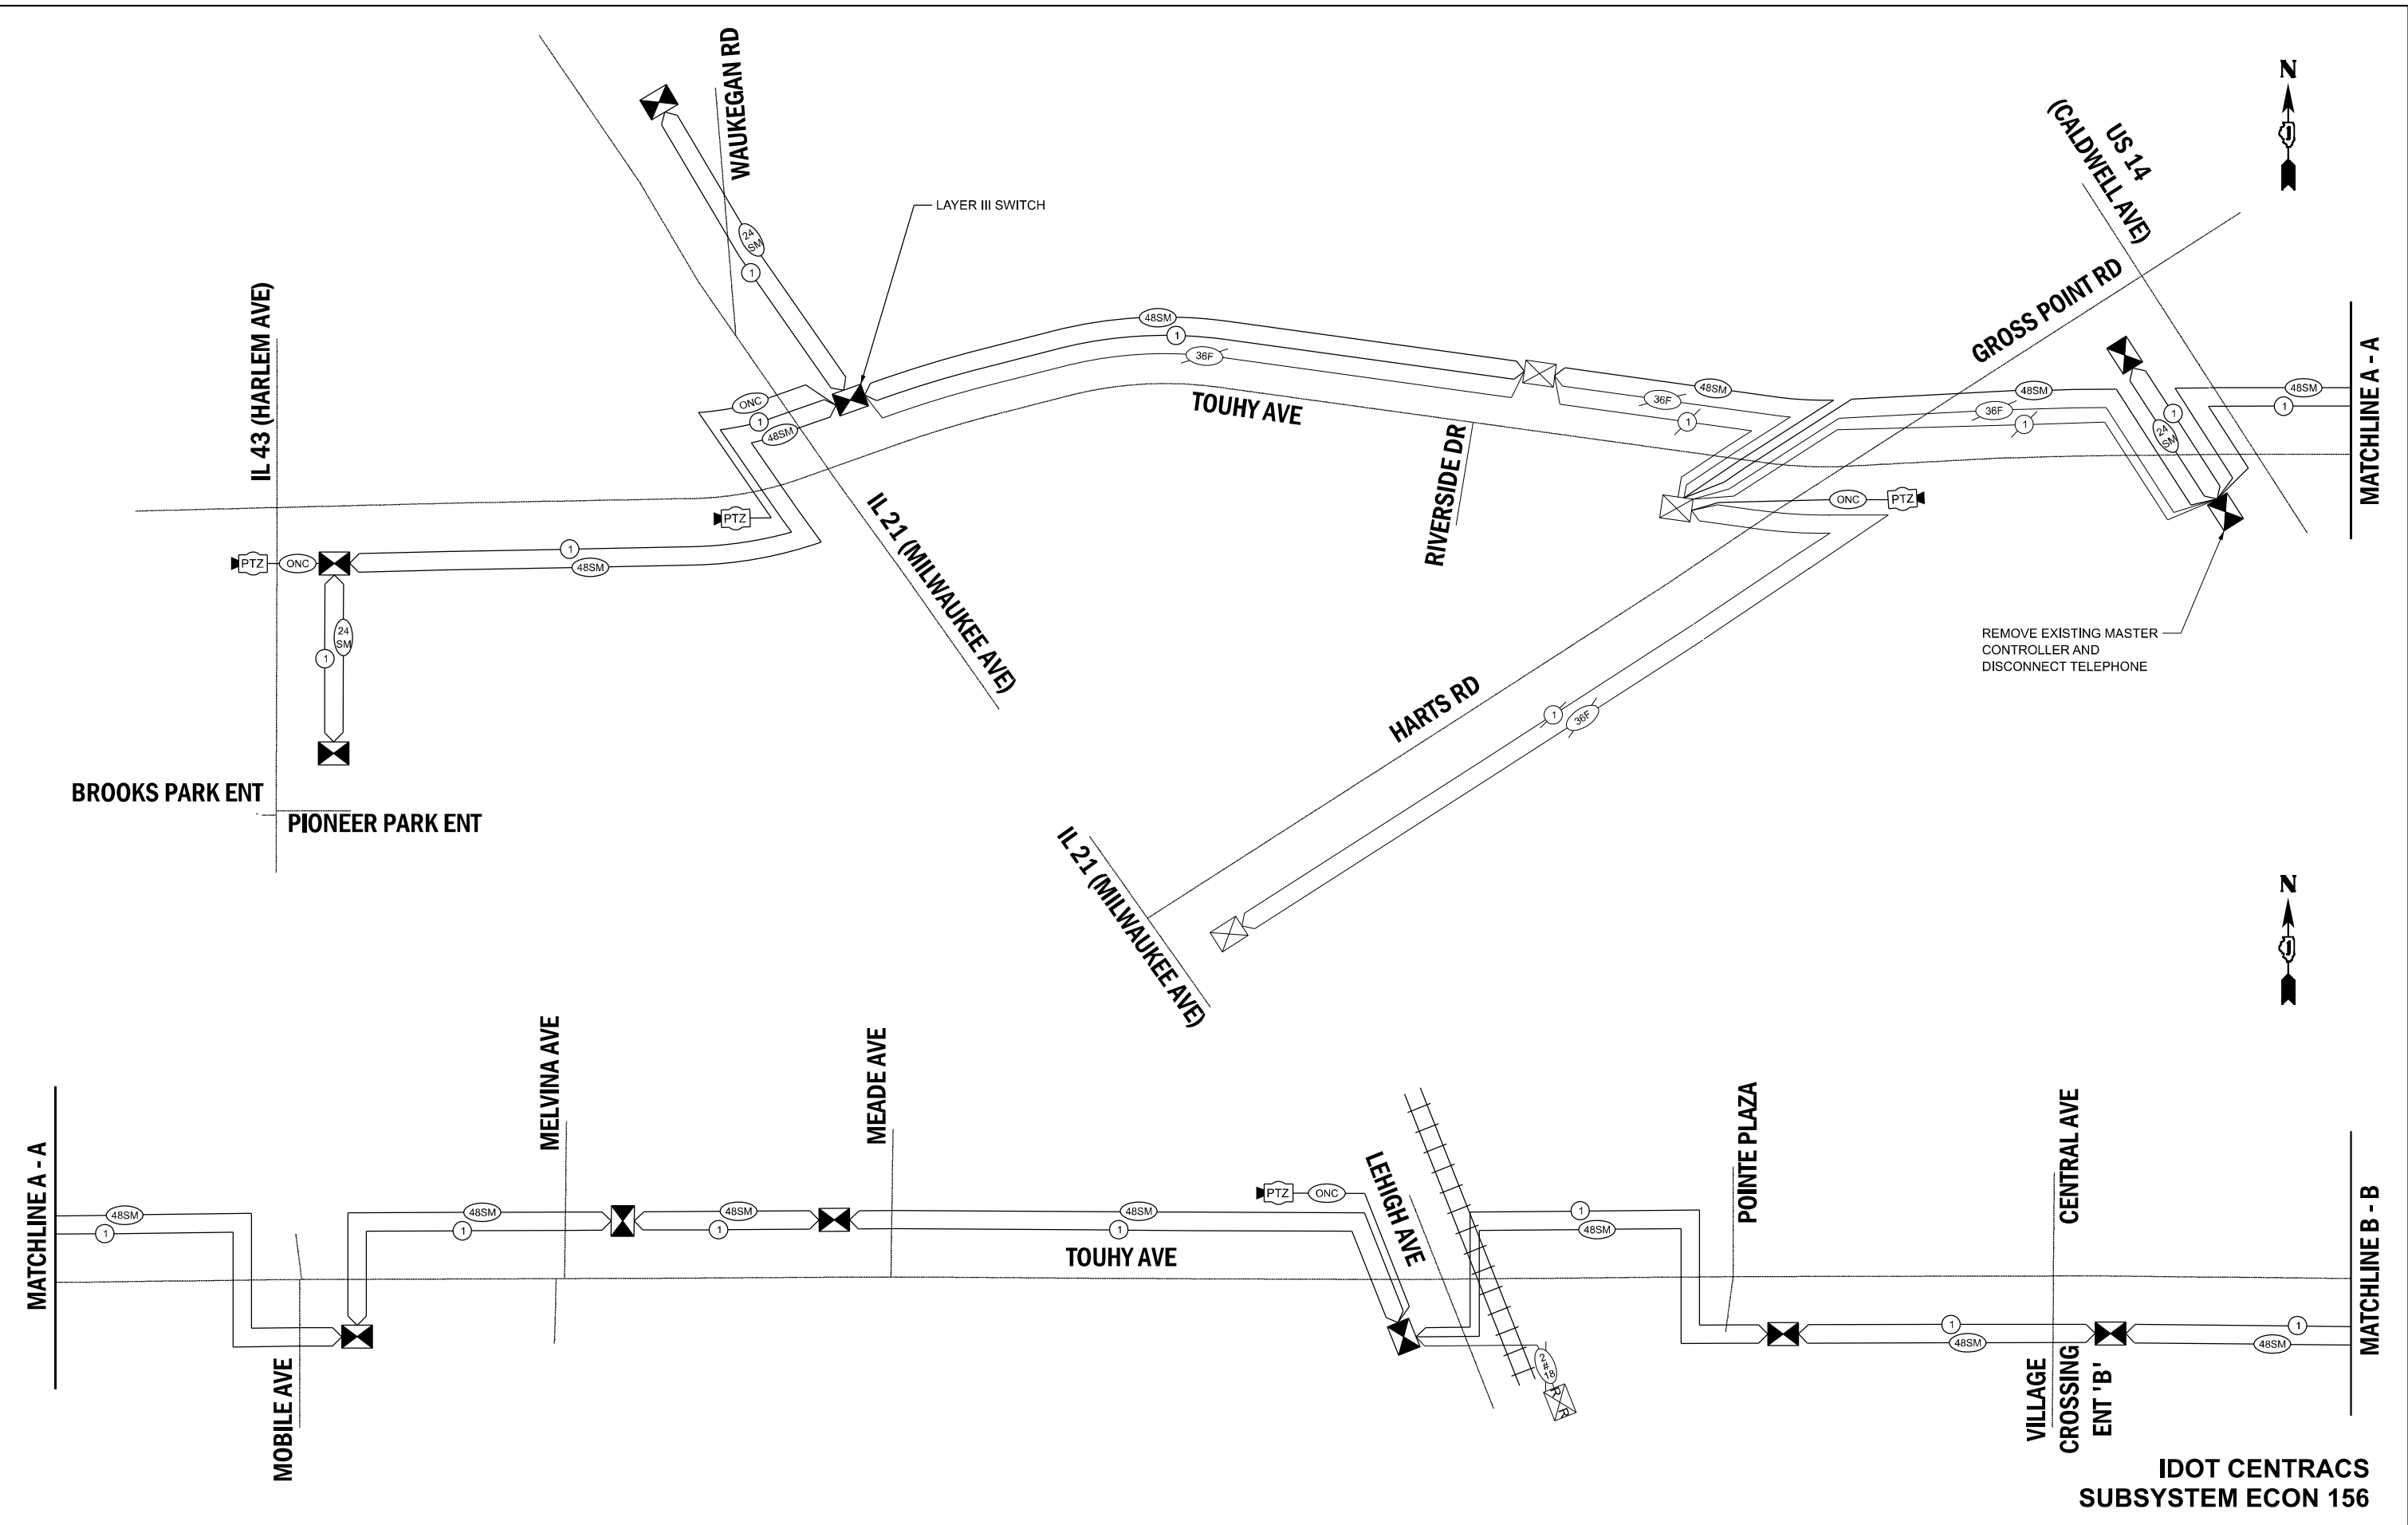 WAUKEGAN RD
N
US 14
(CALDWELL AVE)
LAYER III SWITCH
24
SM
1
IL 43 (HARLEM AVE)
GROSS POINT RD
48SM
1
36F
MATCHLINE A - A
ONC
1
48SM
TOUHY AVE
48SM
36F
1
48SM
36F
1
1
24
SM
48SM
1
RIVERSIDE DR
IL 21 (MILWAUKEE AVE)
PTZ
ONC
PTZ
PTZ
ONC
1
48SM
24
SM
1
REMOVE EXISTING MASTER
CONTROLLER AND
DISCONNECT TELEPHONE
HARTS RD
1
36F
BROOKS PARK ENT
PIONEER PARK ENT
IL 21 (MILWAUKEE AVE)
N
MATCHLINE A - A
MELVINA AVE
MEADE AVE
LEHIGH AVE
POINTE PLAZA
CENTRAL AVE
MATCHLINE B - B
48SM
1
48SM
1
48SM
1
48SM
1
PTZ
ONC
1
48SM
TOUHY AVE
1
48SM
1
48SM
2#18
R R
MOBILE AVE
VILLAGE
CROSSING
ENT 'B'
IDOT CENTRACS
SUBSYSTEM ECON 156